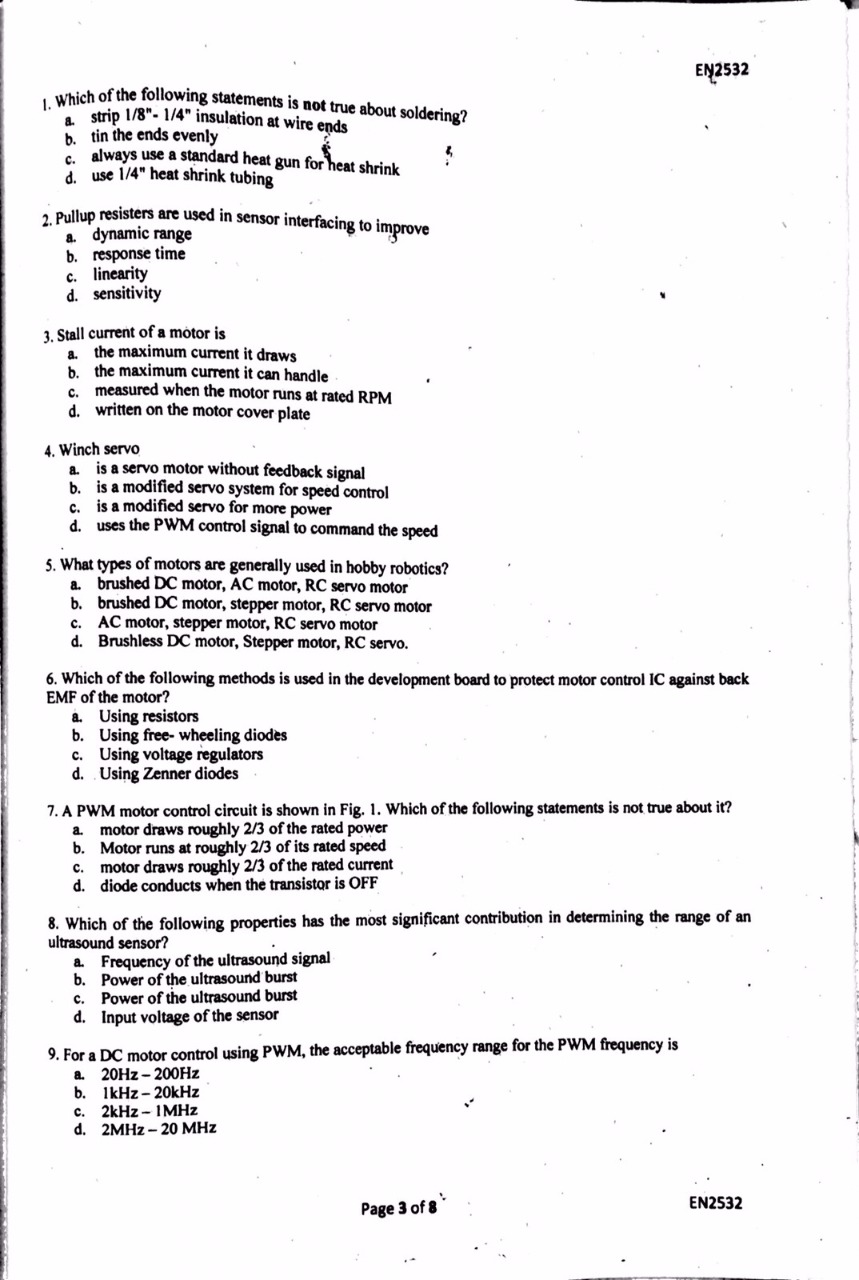 EN2532
1. Which of the following statements is not true about soldering?
a. strip 1/8"- 1/4" insulation at wire ends
b. tin the ends evenly
c. always use a standard heat gun for heat shrink
d. use 1/4" heat shrink tubing
2. Pullup resisters are used in sensor interfacing to improve
a. dynamic range
b. response time
c. linearity
d. sensitivity
3. Stall current of a motor is
a. the maximum current it draws
b. the maximum current it can handle
c. measured when the motor runs at rated RPM
d. written on the motor cover plate
4. Winch servo
a. is a servo motor without feedback signal
b. is a modified servo system for speed control
c. is a modified servo for more power
d. uses the PWM control signal to command the speed
5. What types of motors are generally used in hobby robotics?
a. brushed DC motor, AC motor, RC servo motor
b. brushed DC motor, stepper motor, RC servo motor
c. AC motor, stepper motor, RC servo motor
d. Brushless DC motor, Stepper motor, RC servo.
6. Which of the following methods is used in the development board to protect motor control IC against back
EMF of the motor?
a. Using resistors
b. Using free- wheeling diodes
c. Using voltage regulators
d. Using Zenner diodes
7. A PWM motor control circuit is shown in Fig. 1. Which of the following statements is not true about it?
a. motor draws roughly 2/3 of the rated power
b. Motor runs at roughly 2/3 of its rated speed
c. motor draws roughly 2/3 of the rated current
d. diode conducts when the transistor is OFF
8. Which of the following properties has the most significant contribution in determining the range of an
ultrasound sensor?
a. Frequency of the ultrasound signal
b. Power of the ultrasound burst
c. Power of the ultrasound burst
d. Input voltage of the sensor
9. For a DC motor control using PWM, the acceptable frequency range for the PWM frequency is
a. 20Hz – 200Hz
b. 1kHz – 20kHz
c. 2kHz – 1MHz
d. 2MHz – 20 MHz
Page 3 of 8
EN2532